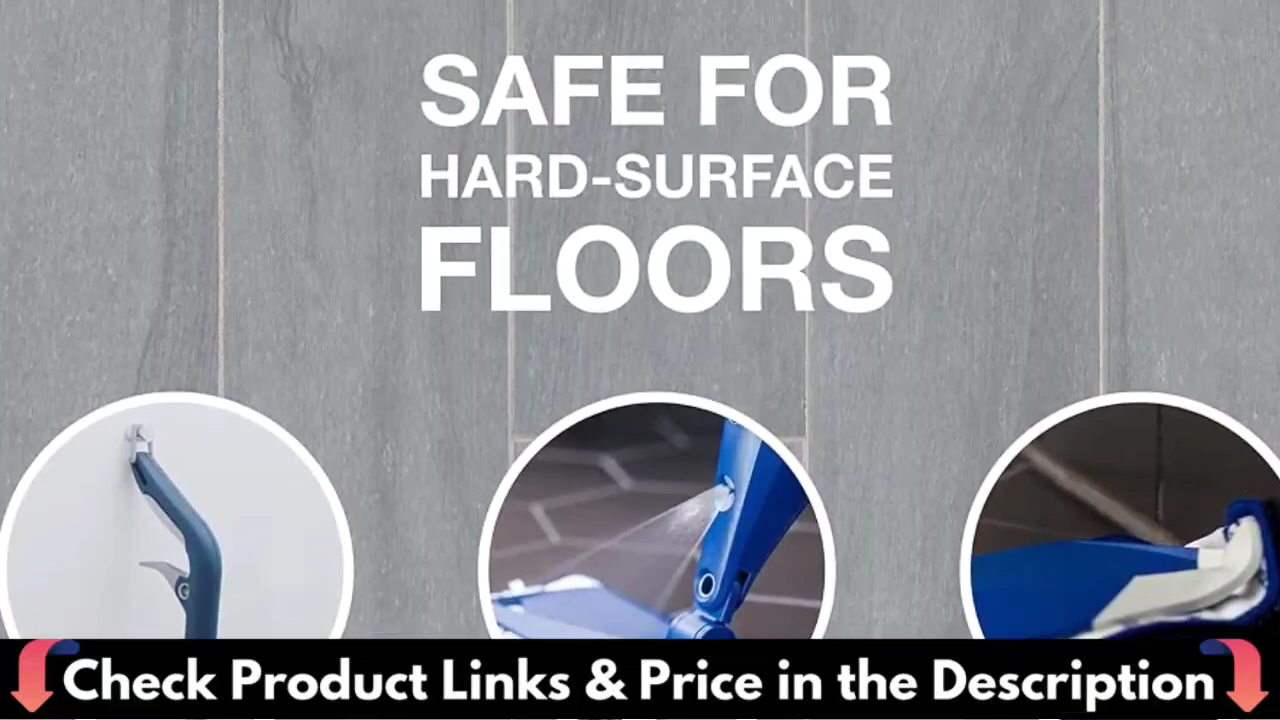 SAFE FOR
HARD-SURFACE
FLOORS
Check Product Links & Price in the Description